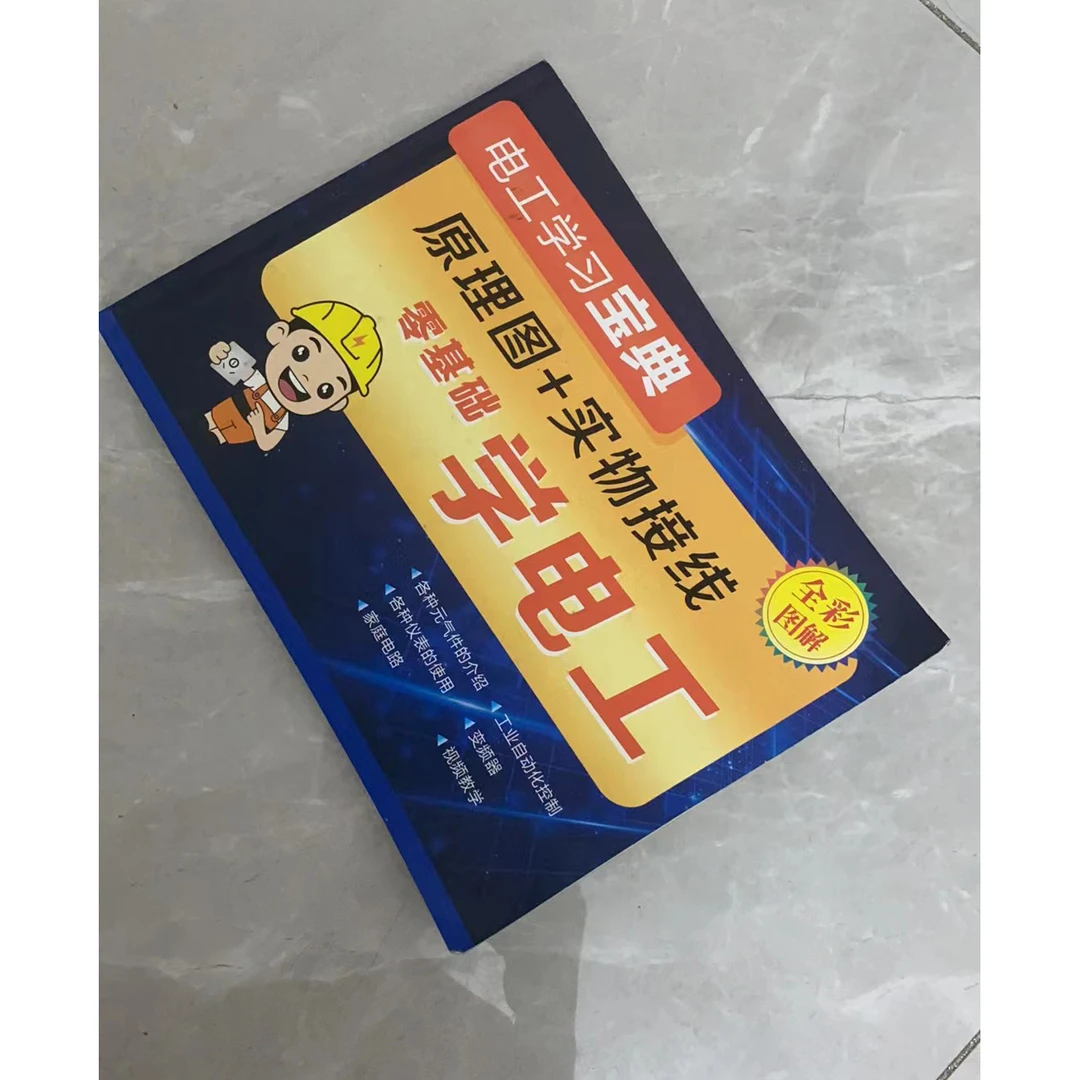 电工学习宝典
原理图+实物接线
零基础
学电工
全彩
图解
各种元气件的介绍
各种仪表的使用
家庭电路
工业自动化控制
变频器
视频教学